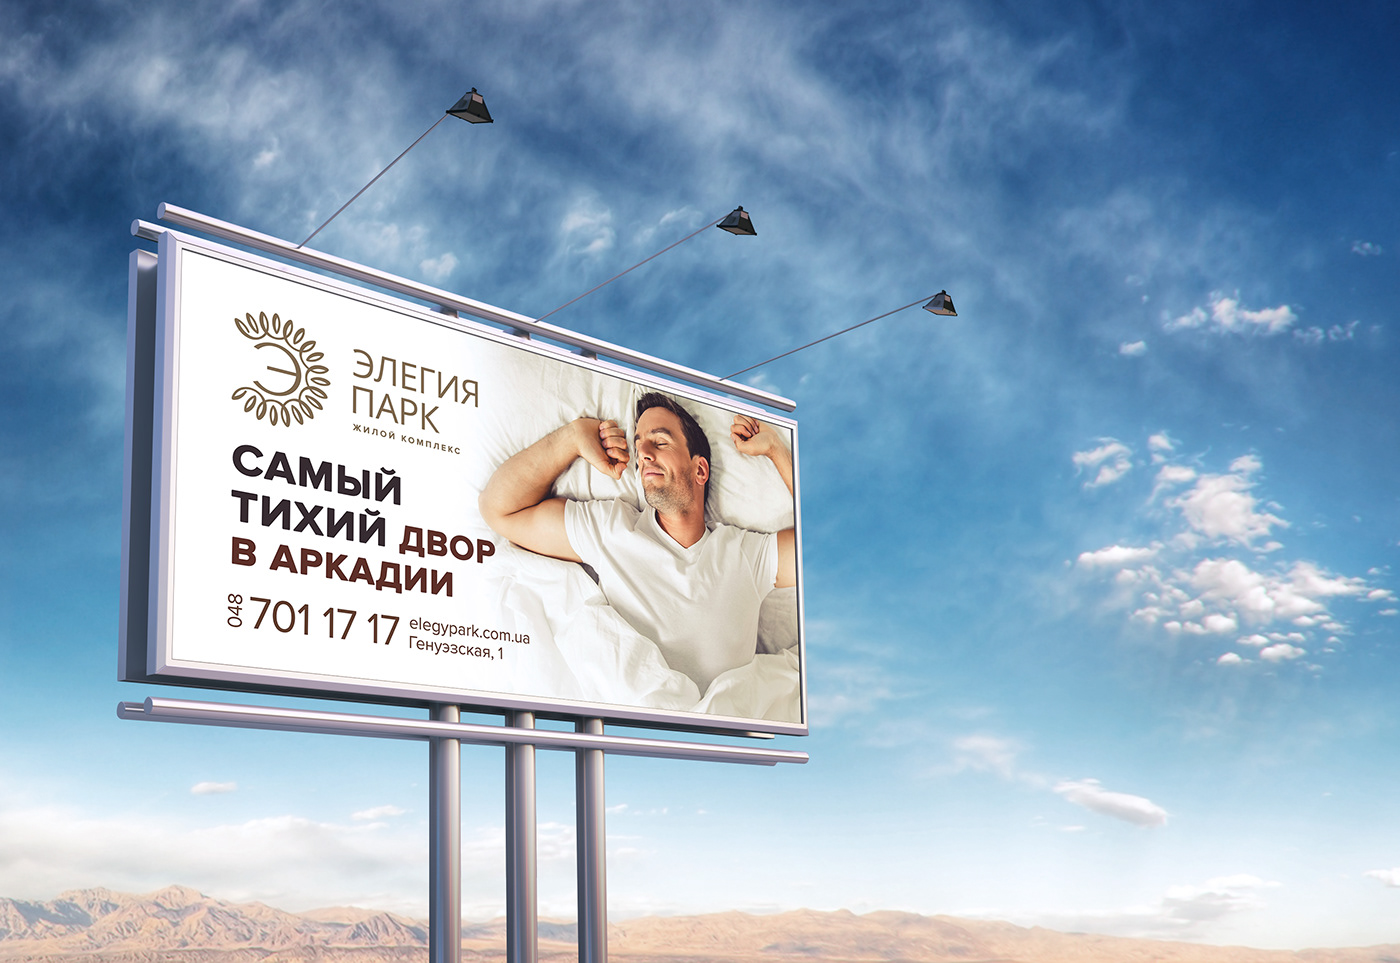 Э
ЭЛЕГИЯ
ПАРК
ЖИЛОЙ КОМПЛЕКС
САМЫЙ
ТИХИЙ ДВОР
В АРКАДИИ
048 701 17 17
elegypark.com.ua
Генуэзская, 1